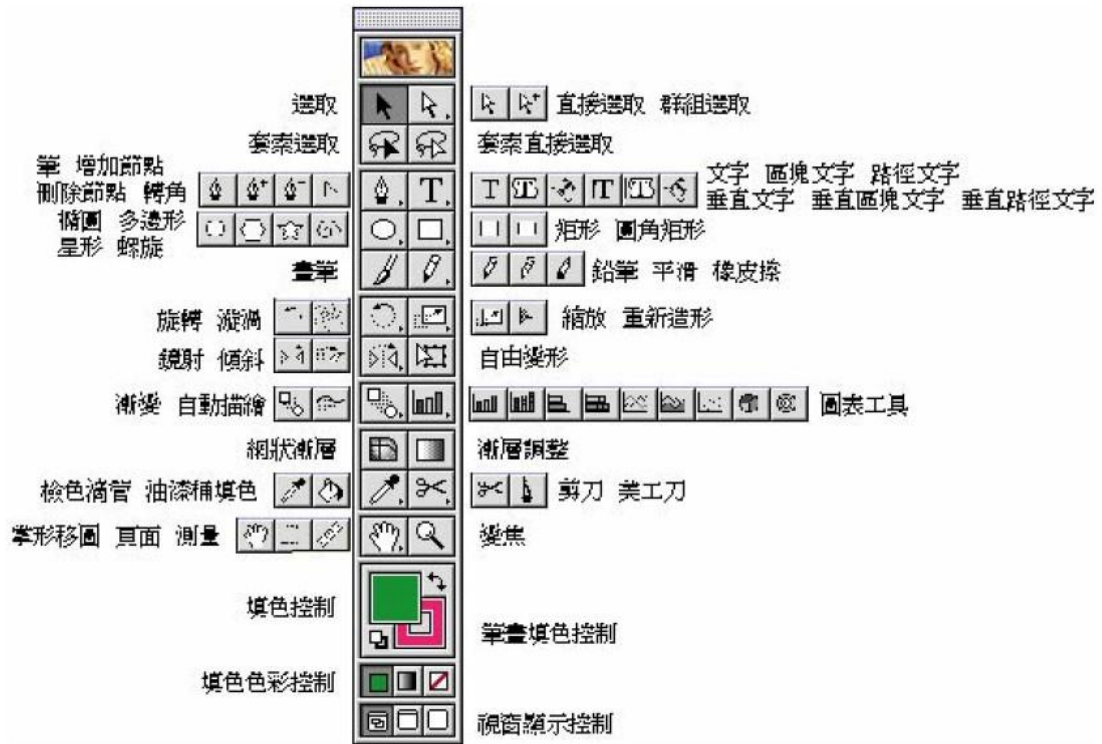 選取
直接選取 群組選取
套索選取
套索直接選取
筆 增加節點
刪除節點 轉角
文字 區塊文字 路徑文字
垂直文字 垂直區塊文字 垂直路徑文字
橢圓 多邊形
星形 螺旋
矩形 圓角矩形
畫筆
鉛筆 平滑 橡皮擦
旋轉 漩渦
縮放 重新造形
鏡射 傾斜
自由變形
漸變 自動描繪
圖表工具
網狀漸層
漸層調整
檢色滴管 油漆桶填色
剪刀 美工刀
掌形移圖 頁面 測量
變焦
填色控制
筆畫填色控制
填色色彩控制
視窗顯示控制